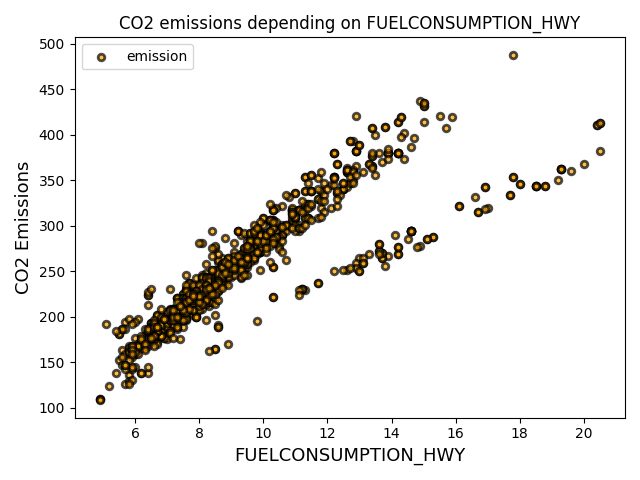 CO2 emissions depending on FUELCONSUMPTION_HWY
emission
CO2 Emissions
500
450
400
350
300
250
200
150
100
6 8 10 12 14 16 18 20
FUELCONSUMPTION_HWY